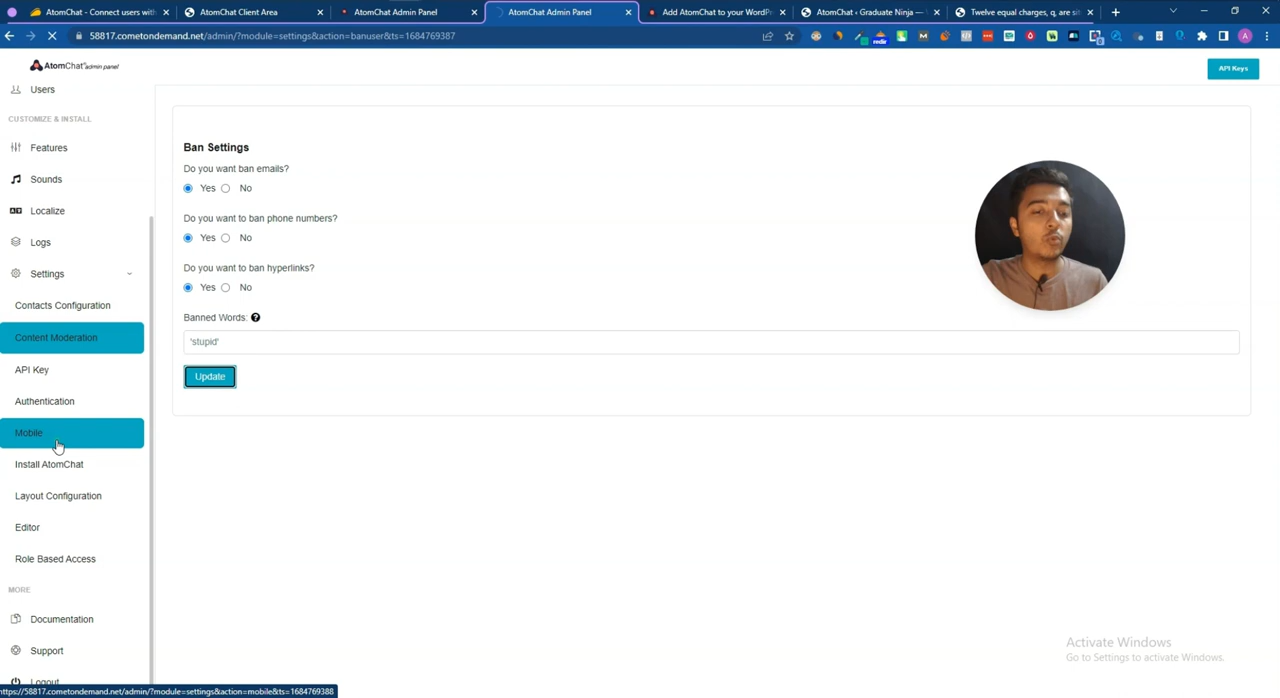 AtomChat - Connect users with
AtomChat Client Area
AtomChat Admin Panel
AtomChat Admin Panel
Add AtomChat to your WordPr
AtomChat ‹ Graduate Ninja —
Twelve equal charges, q, are si
58817.cometondemand.net/admin/?module=settings&action=banuser&ts=1684769387
AtomChat admin panel
API Keys
Users
CUSTOMIZE & INSTALL
Features
Sounds
Localize
Logs
Settings
Contacts Configuration
Content Moderation
API Key
Authentication
Mobile
Install AtomChat
Layout Configuration
Editor
Role Based Access
MORE
Documentation
Support
Logout
Ban Settings
Do you want ban emails?
Yes No
Do you want to ban phone numbers?
Yes No
Do you want to ban hyperlinks?
Yes No
Banned Words:
'stupid'
Update
Activate Windows
Go to Settings to activate Windows.
https://58817.cometondemand.net/admin/?module=settings&action=mobile&ts=1684769388